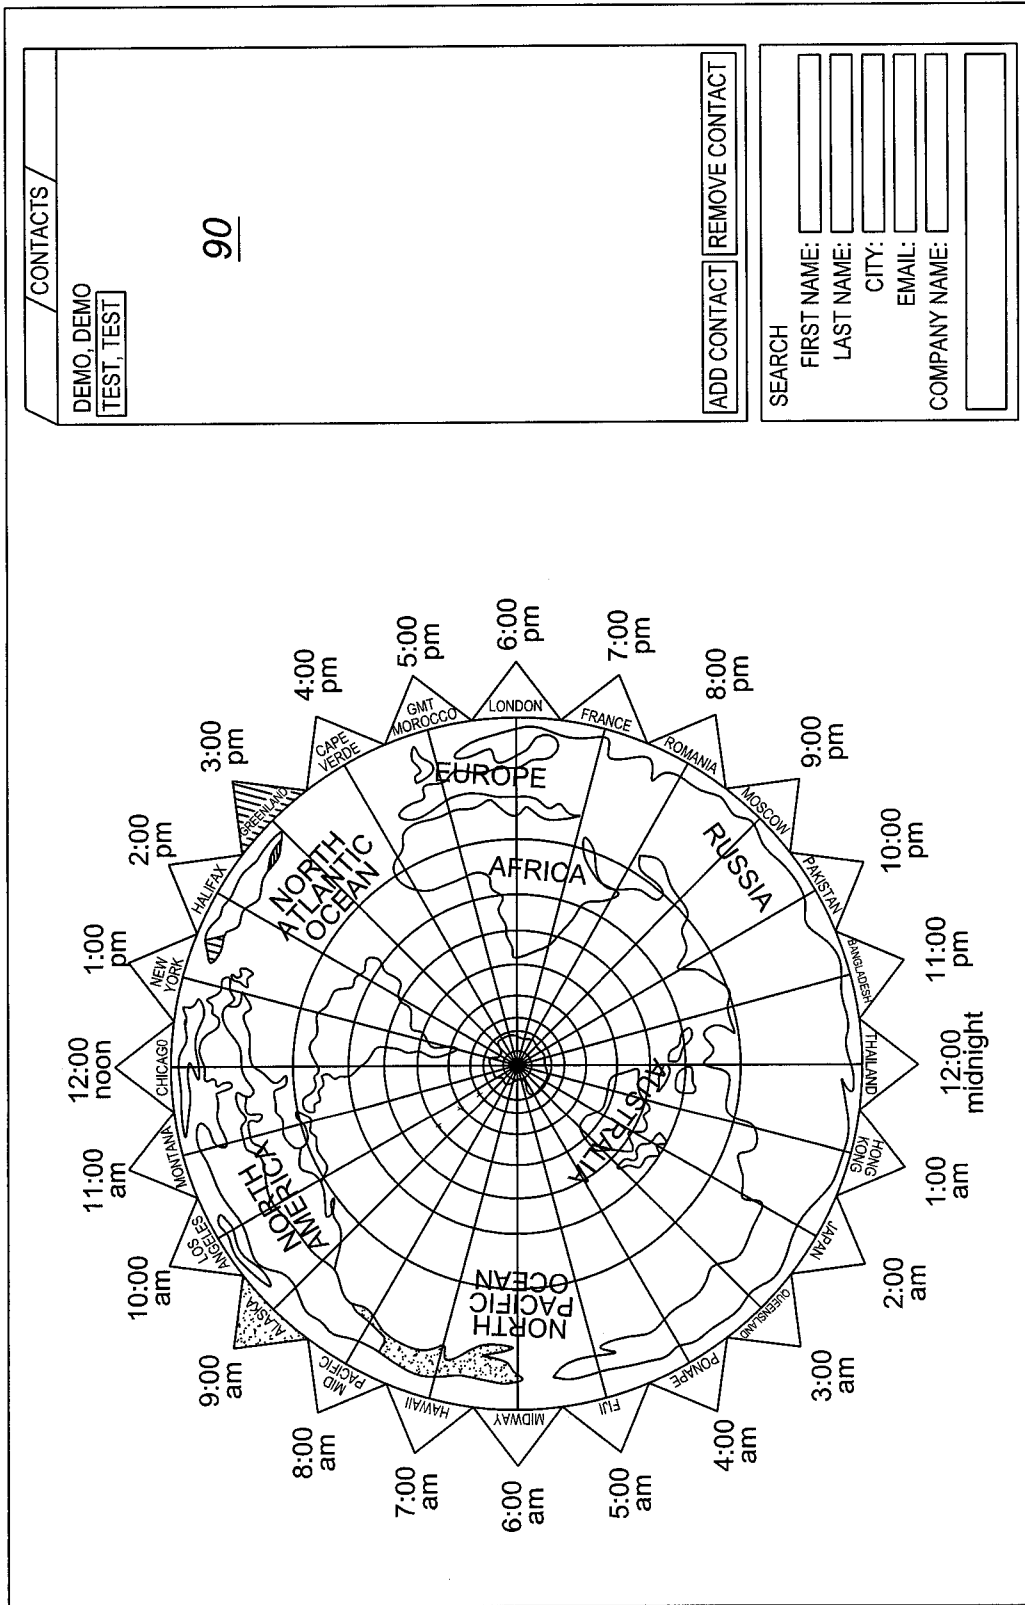 12:00
noon
1:00
pm
2:00
pm
3:00
pm
4:00
pm
5:00
pm
6:00
pm
7:00
pm
8:00
pm
9:00
pm
10:00
pm
11:00
pm
12:00
midnight
1:00
am
2:00
am
3:00
am
4:00
am
5:00
am
6:00
am
7:00
am
8:00
am
9:00
am
10:00
am
11:00
am
CHICAGO
NEW
YORK
HALIFAX
GREENLAND
CAPE
VERDE
GMT
MOROCCO
LONDON
FRANCE
ROMANIA
MOSCOW
PAKISTAN
BANGLADESH
THAILAND
HONG
KONG
JAPAN
QUEENSLAND
PONAPE
FIJI
MIDWAY
HAWAII
MID
PACIFIC
ALASKA
LOS
ANGELES
MONTANA
NORTH
AMERICA
NORTH
ATLANTIC
OCEAN
EUROPE
AFRICA
RUSSIA
AUSTRALIA
NORTH
PACIFIC
OCEAN
CONTACTS
DEMO, DEMO
TEST, TEST
90
ADD CONTACT REMOVE CONTACT
SEARCH
FIRST NAME:
LAST NAME:
CITY:
EMAIL:
COMPANY NAME: